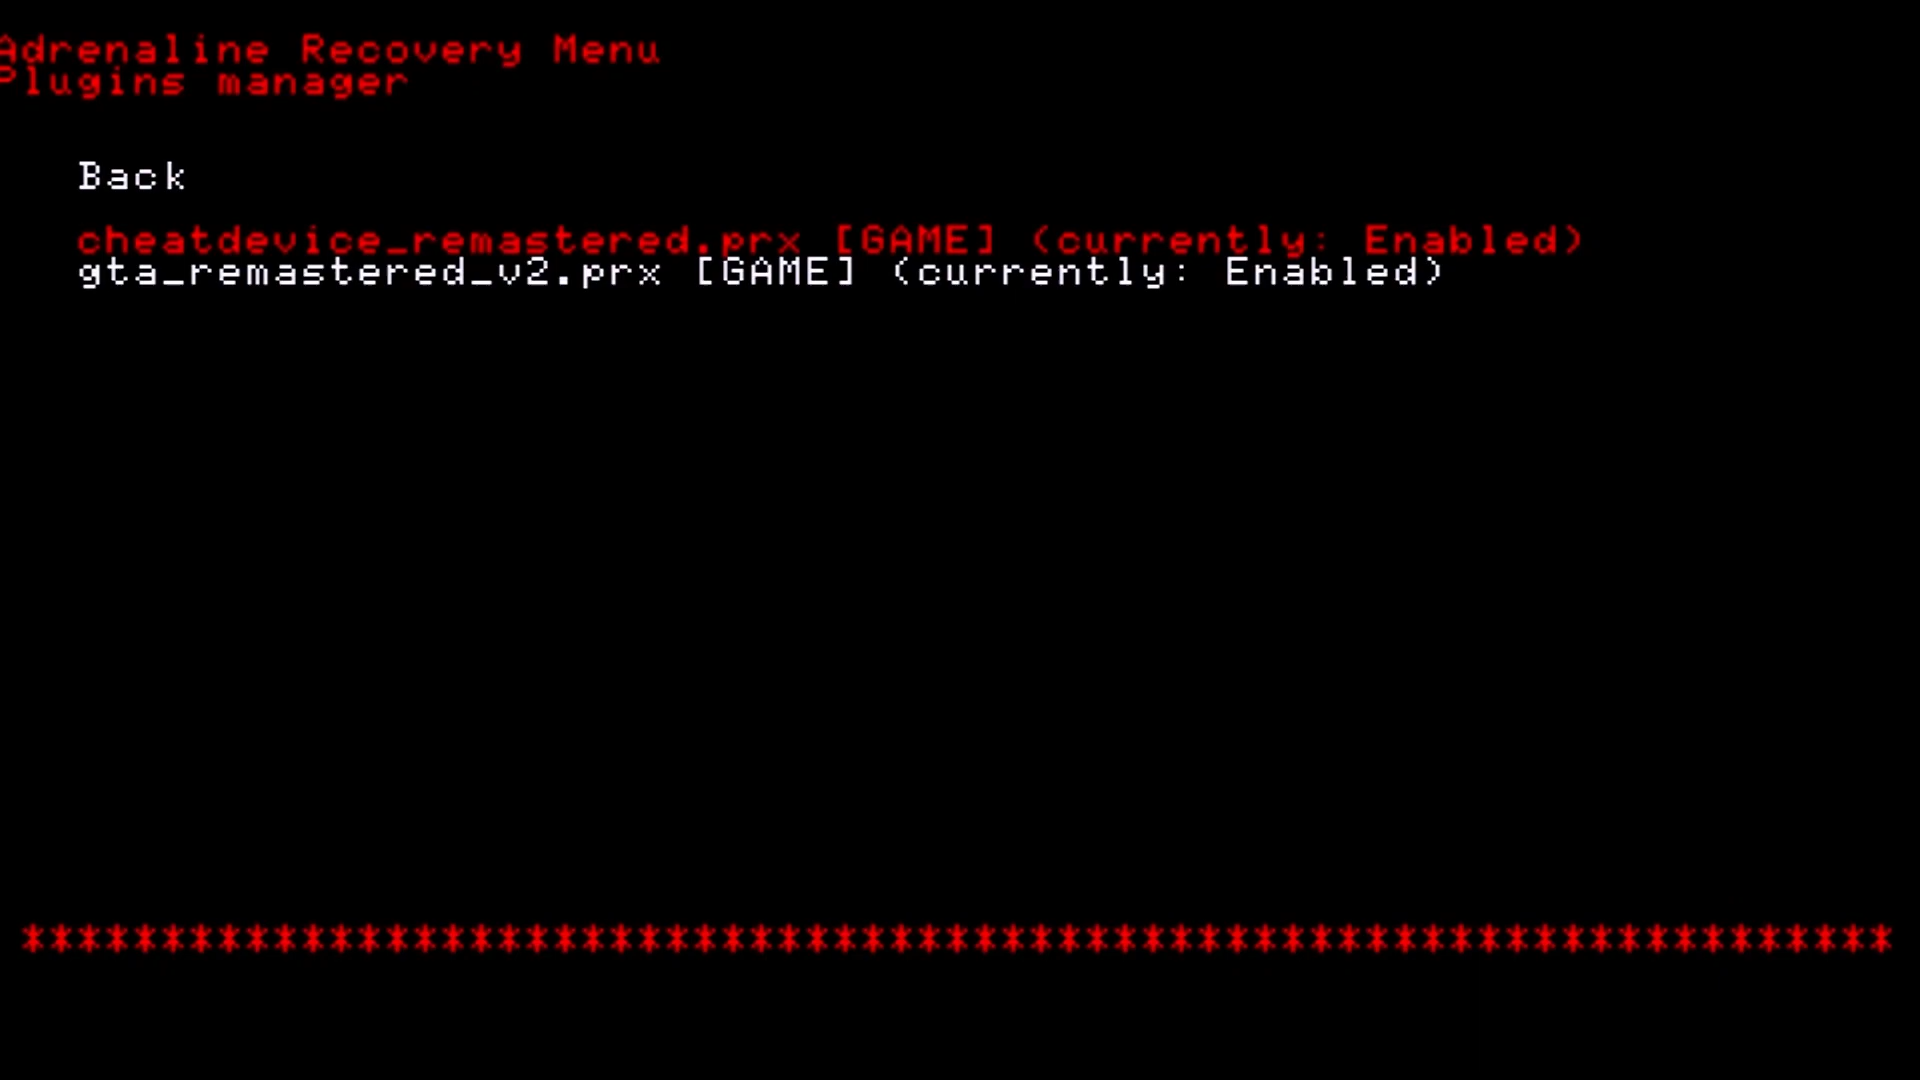 Adrenaline Recovery Menu
Plugins manager
Back
cheatdevice_remastered.prx [GAME] (currently: Enabled)
gta_remastered_v2.prx [GAME] (currently: Enabled)
*******************************************************************